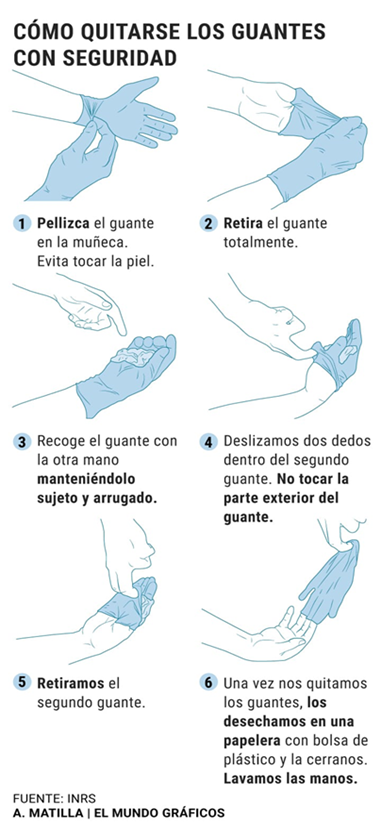 CÓMO QUITARSE LOS GUANTES
CON SEGURIDAD
1 Pellizca el guante
en la muñeca.
Evita tocar la piel.
2 Retira el guante
totalmente.
3 Recoge el guante con
la otra mano
manteniéndolo
sujeto y arrugado.
4 Deslizamos dos dedos
dentro del segundo
guante. No tocar la
parte exterior del
guante.
5 Retiramos el
segundo guante.
6 Una vez nos quitamos
los guantes, los
desechamos en una
papelera con bolsa de
plástico y la cerranos.
Lavamos las manos.
FUENTE: INRS
A. MATILLA | EL MUNDO GRÁFICOS